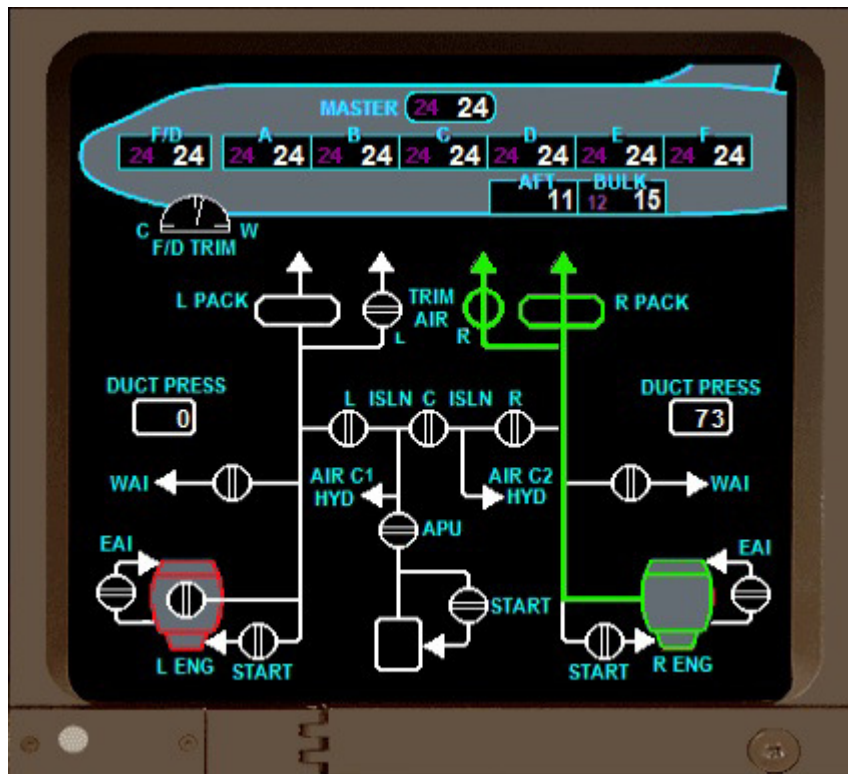 MASTER 24 24
F/D A B C D E F
24 24 24 24 24 24 24 24 24 24 24 24 24 24
AFT BULK
11 12 15
C W
F/D TRIM
L PACK TRIM AIR R PACK
L R
DUCT PRESS DUCT PRESS
0 73
L ISLN C ISLN R
WAI AIR C1 HYD AIR C2 HYD WAI
APU
EAI EAI
START
L ENG START START R ENG